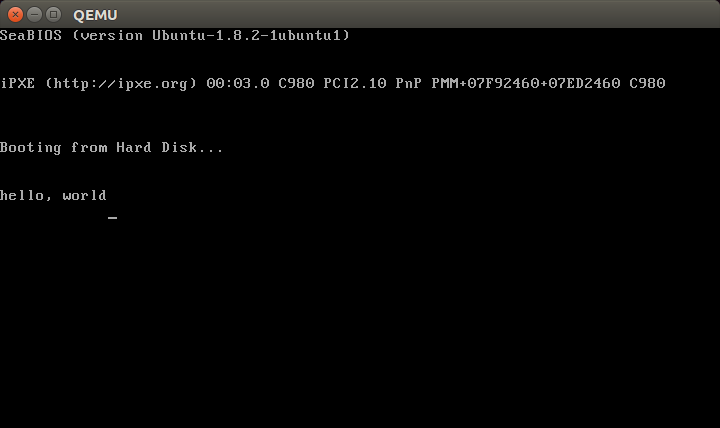 QEMU
SeaBIOS (version Ubuntu-1.8.2-1ubuntu1)
iPXE (http://ipxe.org) 00:03.0 C980 PCI2.10 PnP PMM+07F92460+07ED2460 C980
Booting from Hard Disk...
hello, world